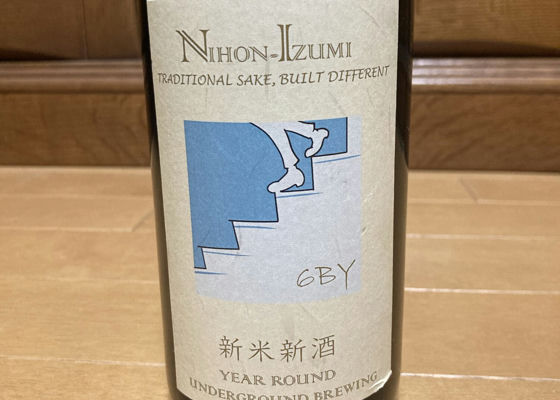 NIHON-IZUMI
TRADITIONAL SAKE, BUILT DIFFERENT
6BY
新米新酒
YEAR ROUND
UNDERGROUND BREWING